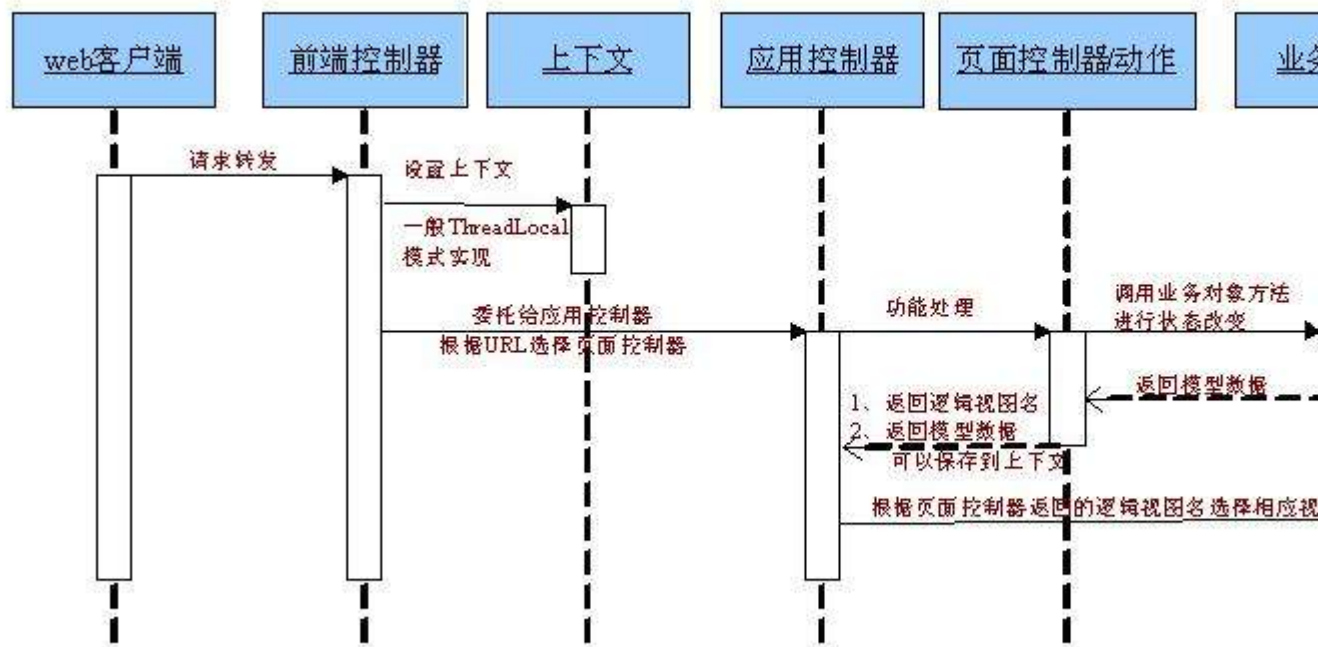 web客户端
前端控制器
上下文
应用控制器
页面控制器/动作
业务
请求转发
设置上下文
一般ThreadLocal
模式实现
委托给应用控制器
根据URL选择页面控制器
功能处理
调用业务对象方法
进行状态改变
返回模型数据
1、返回逻辑视图名
2、返回模型数据
可以保存到上下文
根据页面控制器返回的逻辑视图名选择相应视